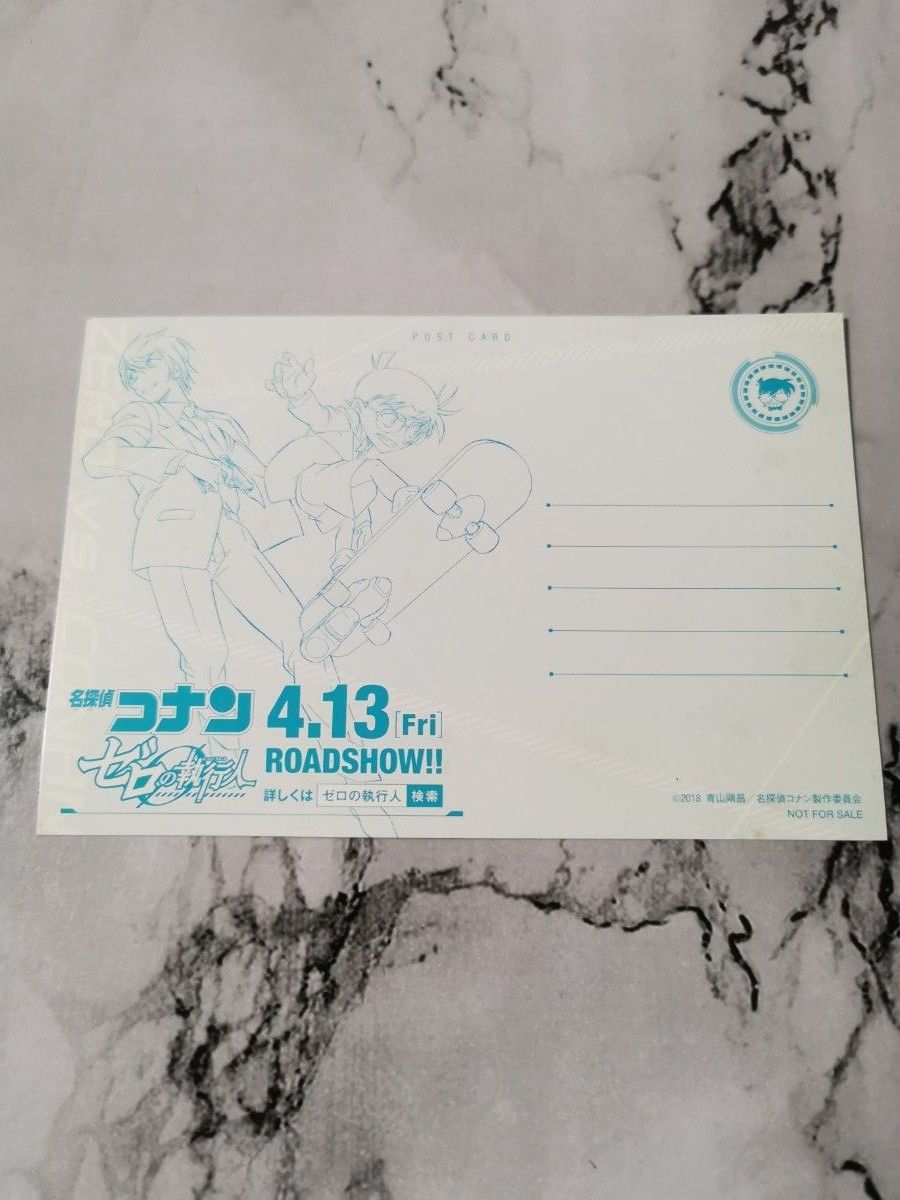 POST CARD
名探偵
コナン
ゼロの執行人
4.13 [Fri]
ROADSHOW!!
詳しくは ゼロの執行人 検索
©2018 青山剛昌／名探偵コナン製作委員会
NOT FOR SALE